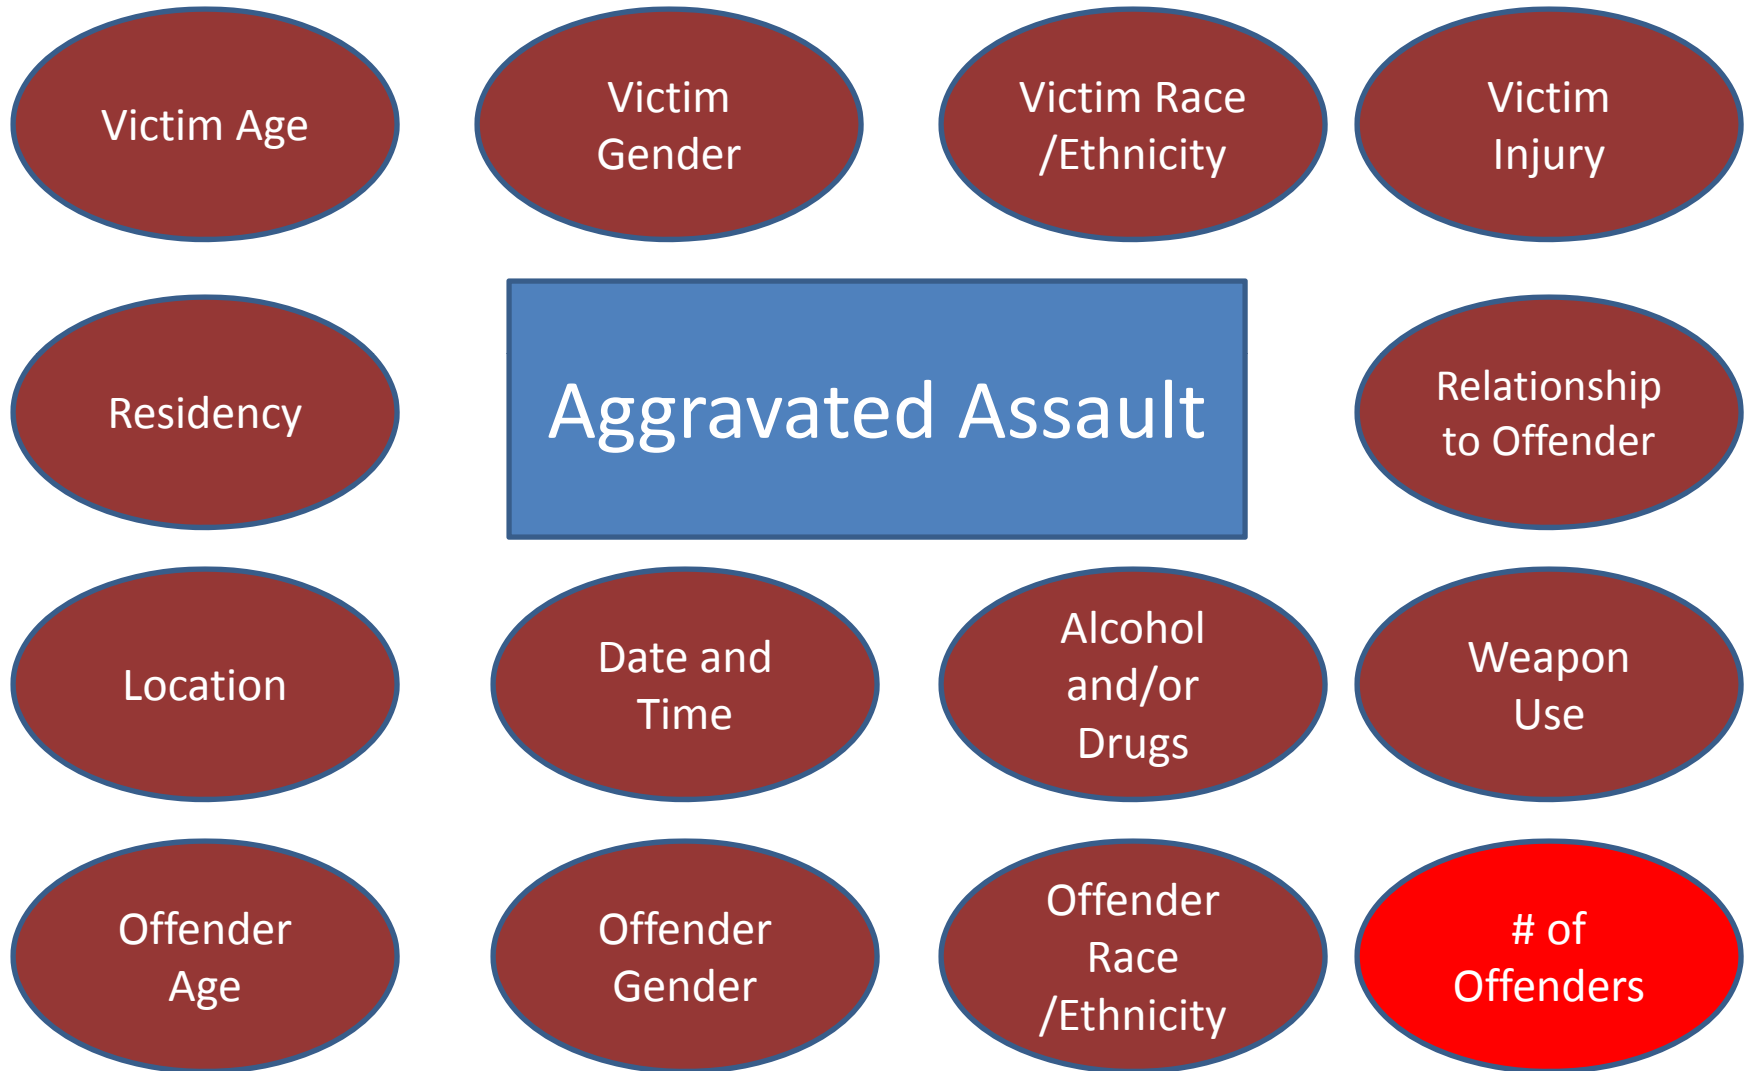 Victim Age
Victim
Gender
Victim Race
/Ethnicity
Victim
Injury
Residency
Aggravated Assault
Relationship
to Offender
Location
Date and
Time
Alcohol
and/or
Drugs
Weapon
Use
Offender
Age
Offender
Gender
Offender
Race
/Ethnicity
# of
Offenders